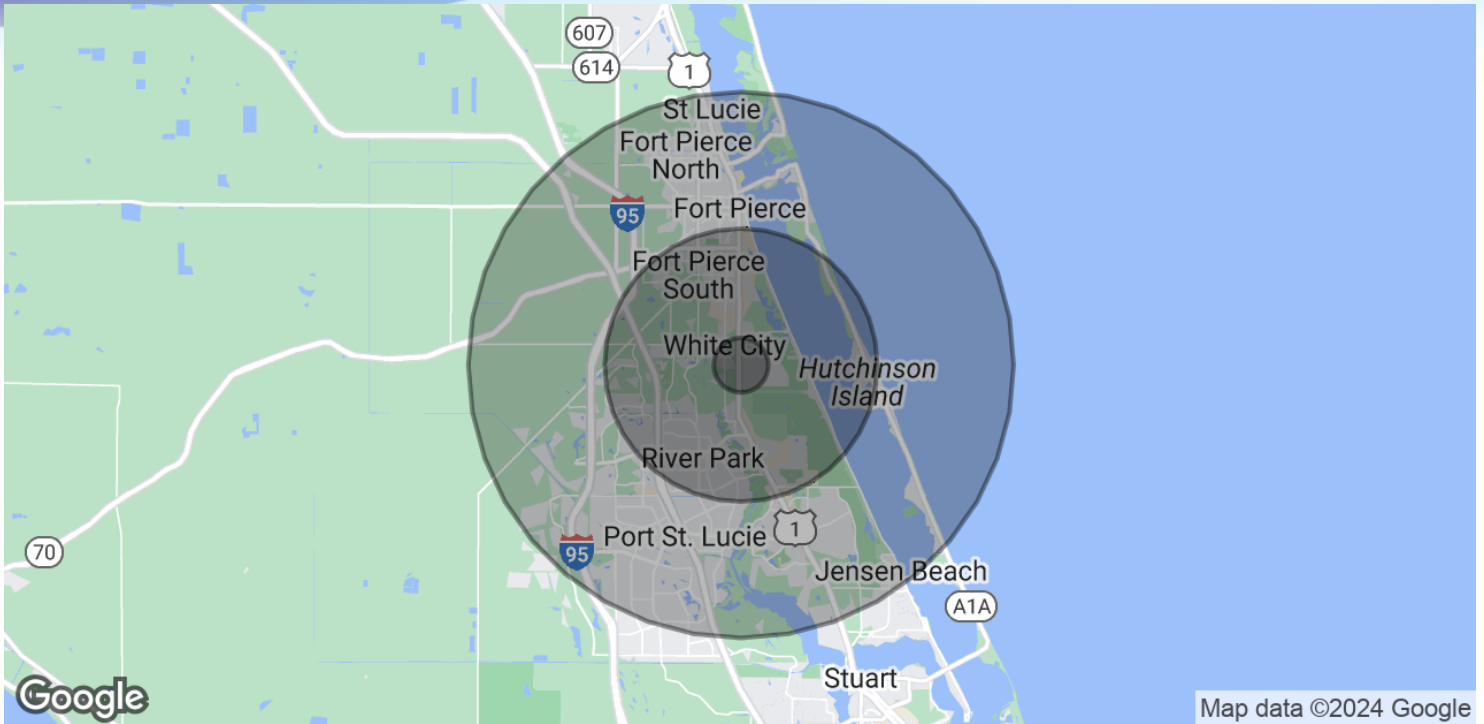 607
614
1
St Lucie
Fort Pierce
North
95
Fort Pierce
Fort Pierce
South
White City
Hutchinson
Island
River Park
1
Port St. Lucie
70
95
Jensen Beach
A1A
Stuart
Google
Map data ©2024 Google